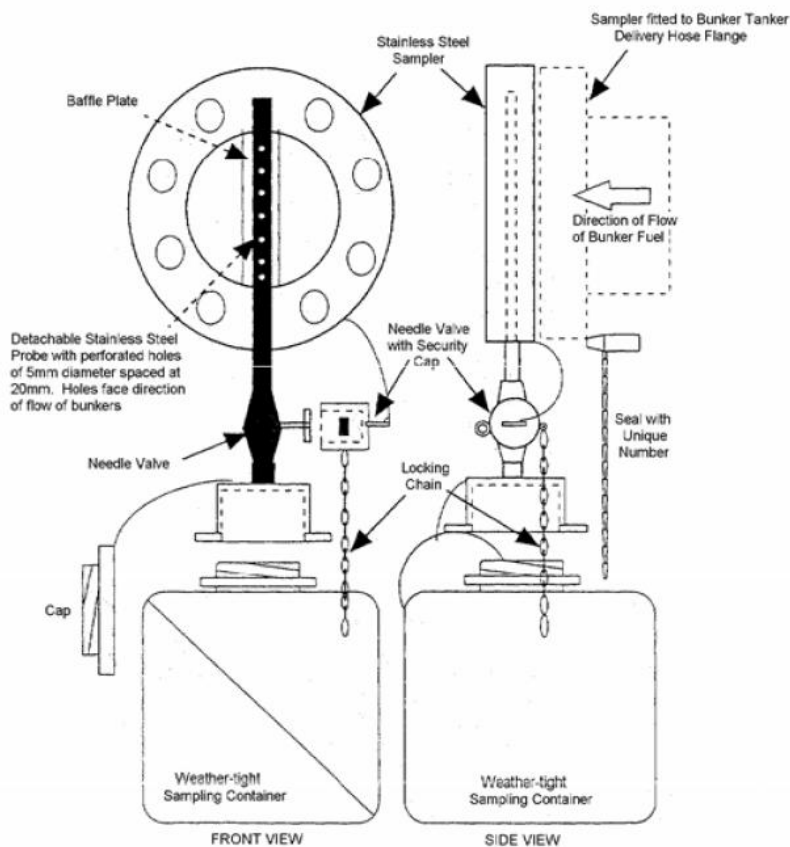 Sampler fitted to Bunker Tanker
Delivery Hose Flange
Stainless Steel
Sampler
Baffle Plate
Direction of Flow
of Bunker Fuel
Detachable Stainless Steel
Probe with perforated holes
of 5mm diameter spaced at
20mm. Holes face direction
of flow of bunkers
Needle Valve
with Security
Cap
Seal with
Unique
Number
Needle Valve
Locking
Chain
Cap
Weather-tight
Sampling Container
Weather-tight
Sampling Container
FRONT VIEW
SIDE VIEW